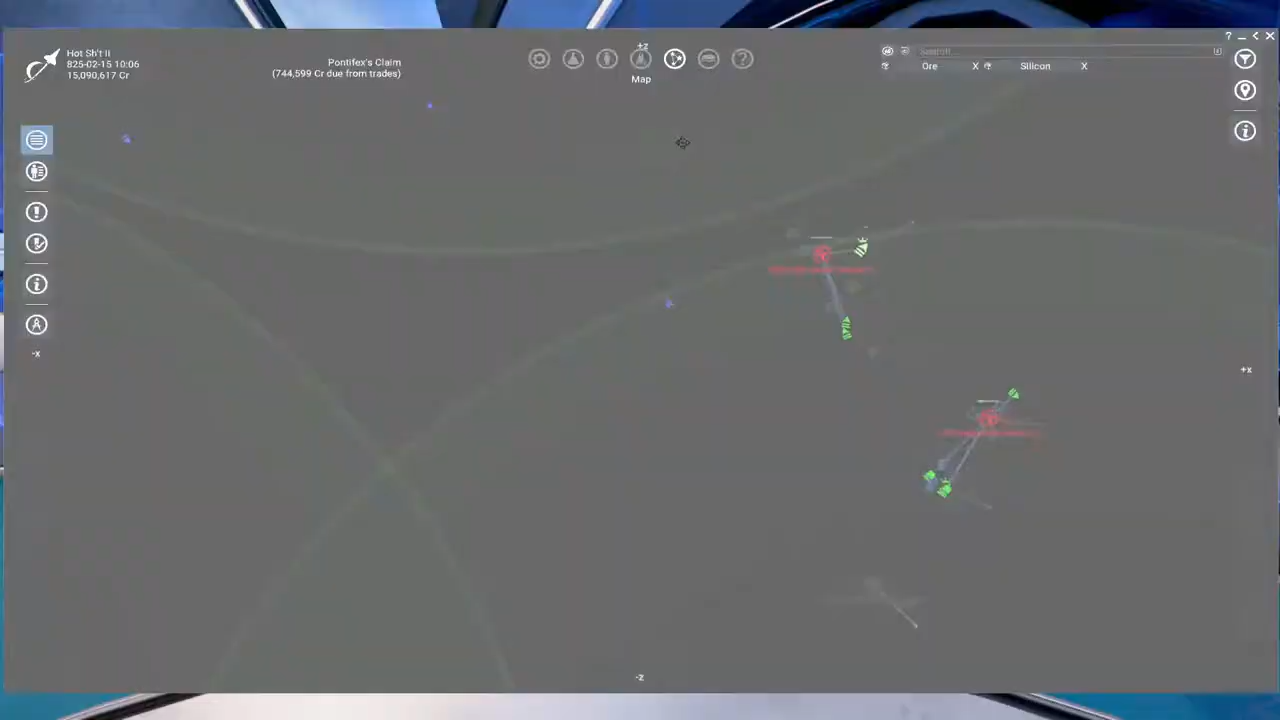 Hot Sh't II
825-02-15 10:06
15,090,617 Cr
Pontifex's Claim
(744,599 Cr due from trades)
+z
Map
Search
Ore X
Silicon X
-x
+x
-z